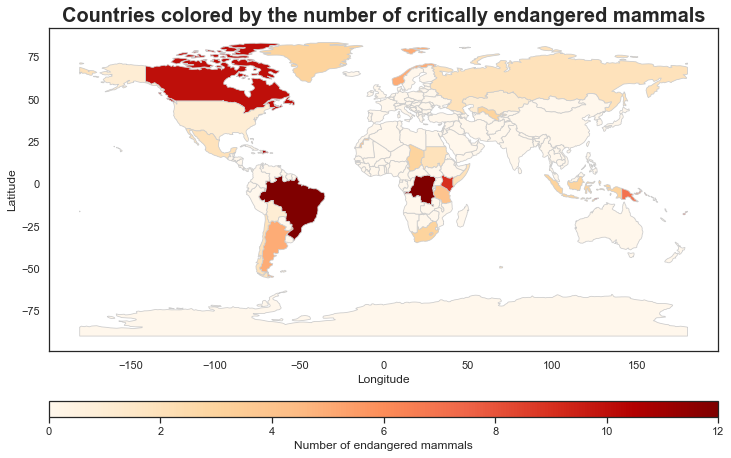 Countries colored by the number of critically endangered mammals
75
50
25
0
−25
−50
−75
Latitude
−150 −100 −50 0 50 100 150
Longitude
0 2 4 6 8 10 12
Number of endangered mammals